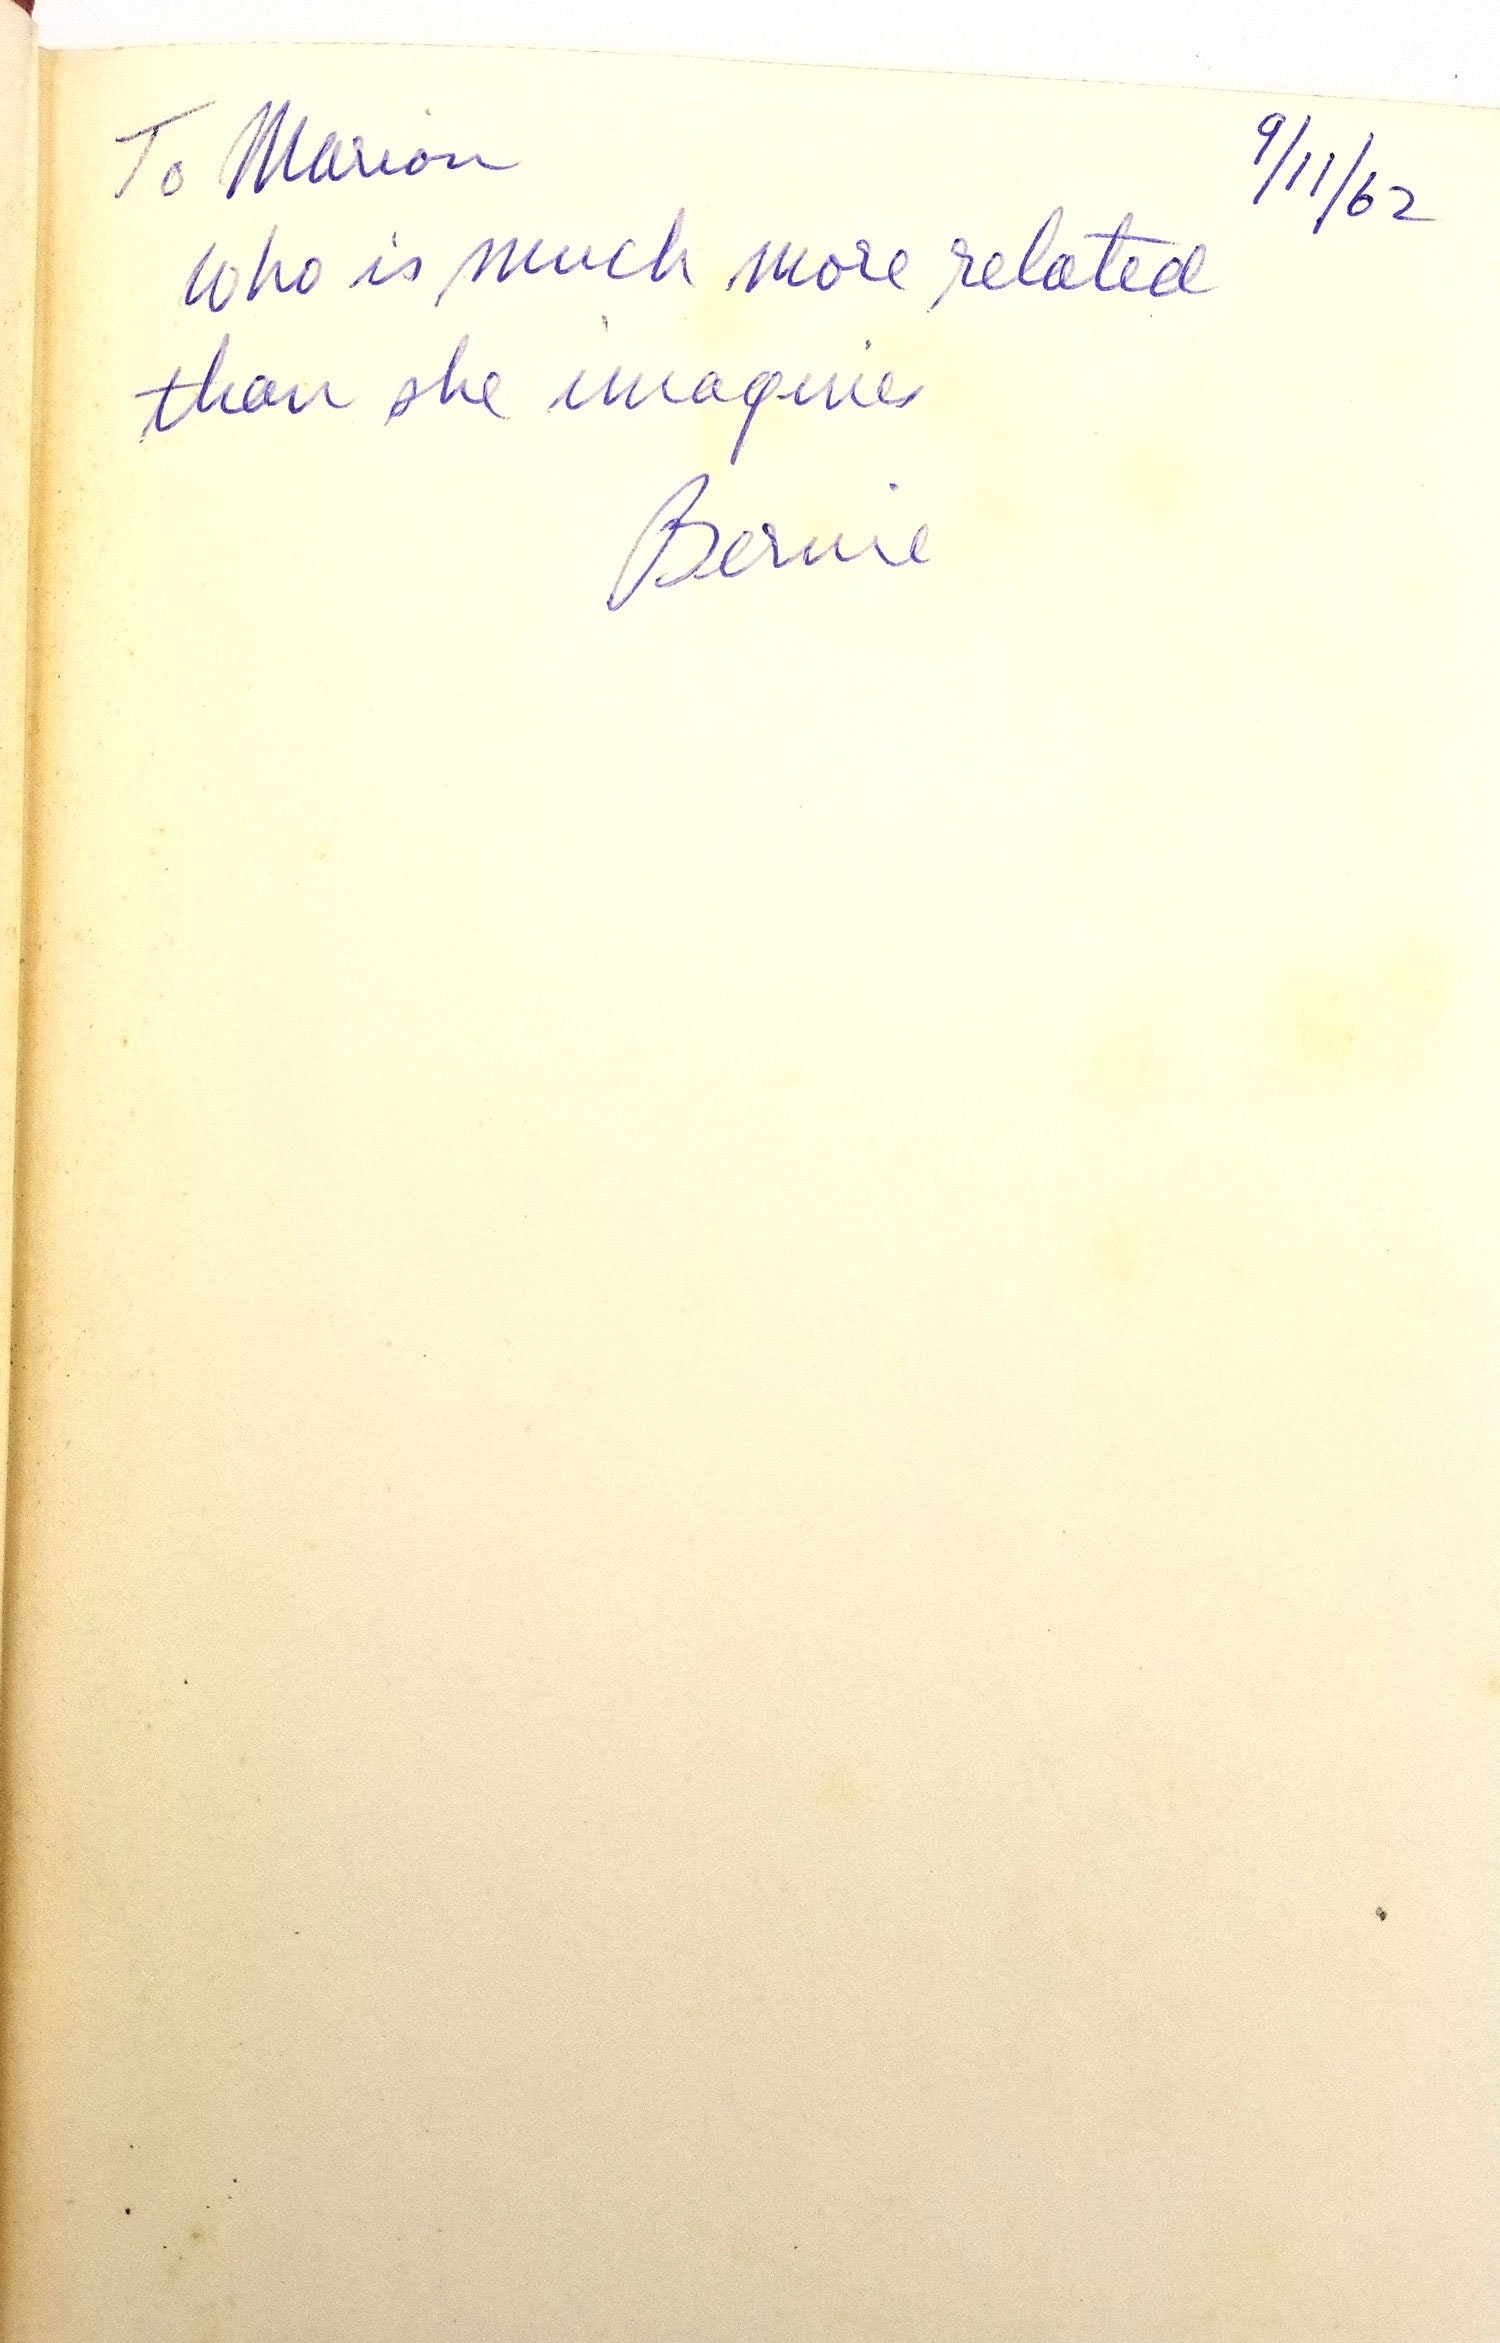 To Marion
9/11/62
who is much more related
than she imagines
Bernie